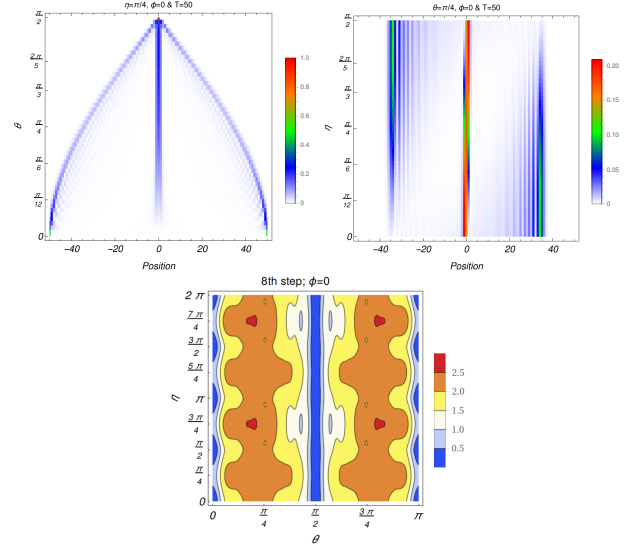 η=π/4, ϕ=0 & T=50
π/2
2π/5
π/3
π/4
π/6
π/12
0
θ
-40 -20 0 20 40
Position
1.0
0.8
0.6
0.4
0.2
0
θ=π/4, ϕ=0 & T=50
π/2
2π/5
π/3
π/4
π/6
π/12
0
η
-40 -20 0 20 40
Position
0.20
0.15
0.10
0.05
0
8th step; ϕ=0
2π
7π/4
3π/2
5π/4
π
3π/4
π/2
π/4
0
η
0 π/4 π/2 3π/4 π
θ
2.5
2.0
1.5
1.0
0.5